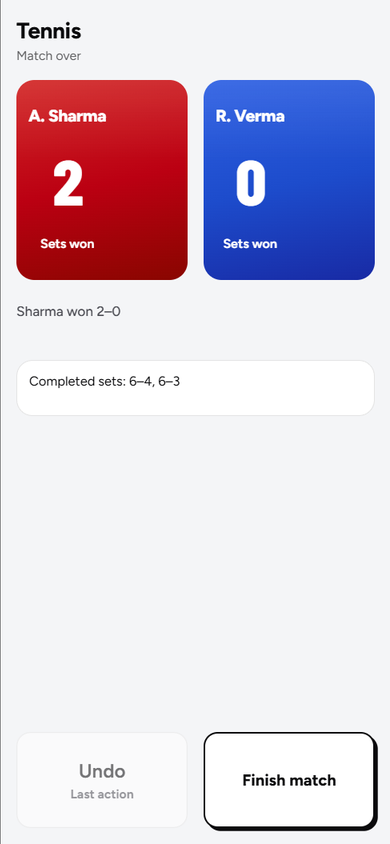 Tennis
Match over
A. Sharma
2
Sets won
R. Verma
0
Sets won
Sharma won 2–0
Completed sets: 6–4, 6–3
Undo
Last action
Finish match